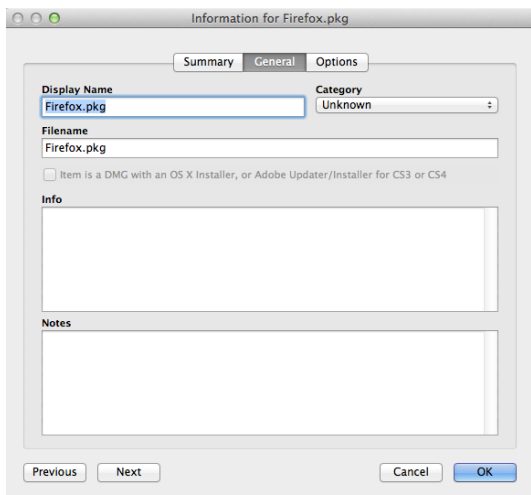 Information for Firefox.pkg
Summary General Options
Display Name Category
Firefox.pkg Unknown
Filename
Firefox.pkg
Item is a DMG with an OS X Installer, or Adobe Updater/Installer for CS3 or CS4
Info
Notes
Previous Next Cancel OK